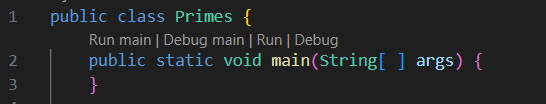 1 public class Primes {
Run main | Debug main | Run | Debug
2 public static void main(String[ ] args) {
3 }